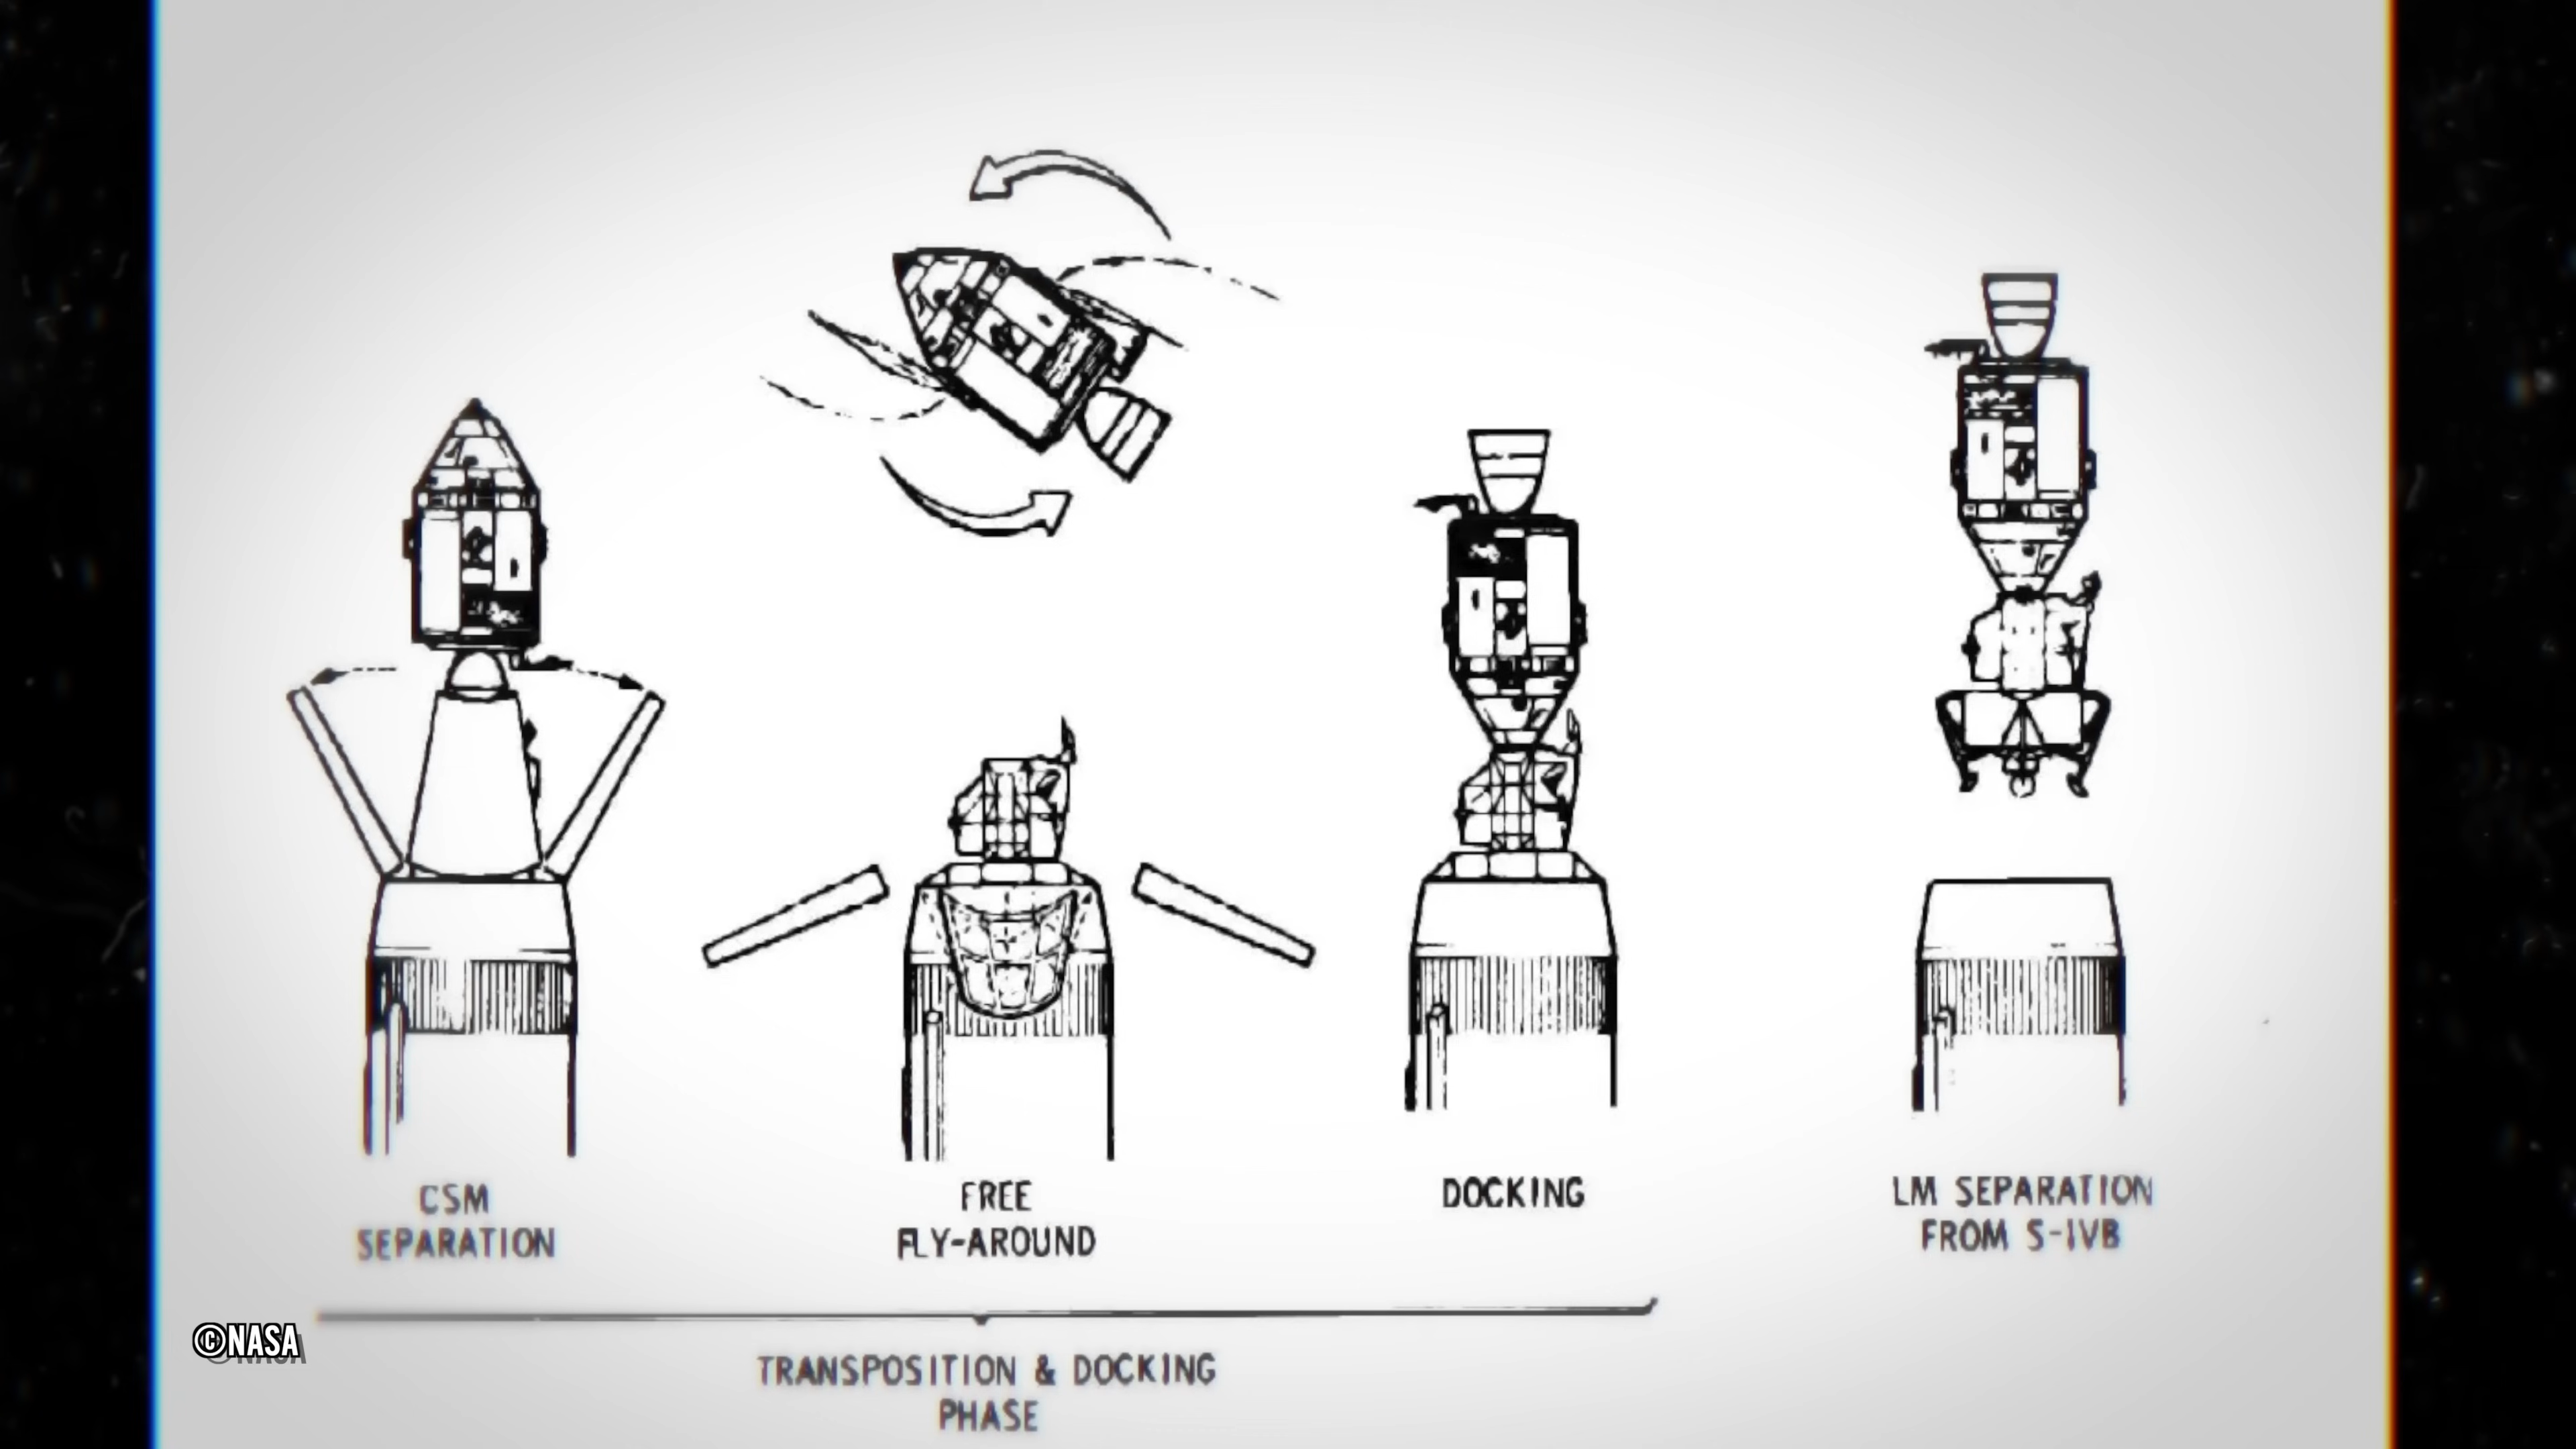 CSM
SEPARATION
FREE
FLY-AROUND
DOCKING
LM SEPARATION
FROM S-IVB
©NASA
TRANSPOSITION & DOCKING
PHASE